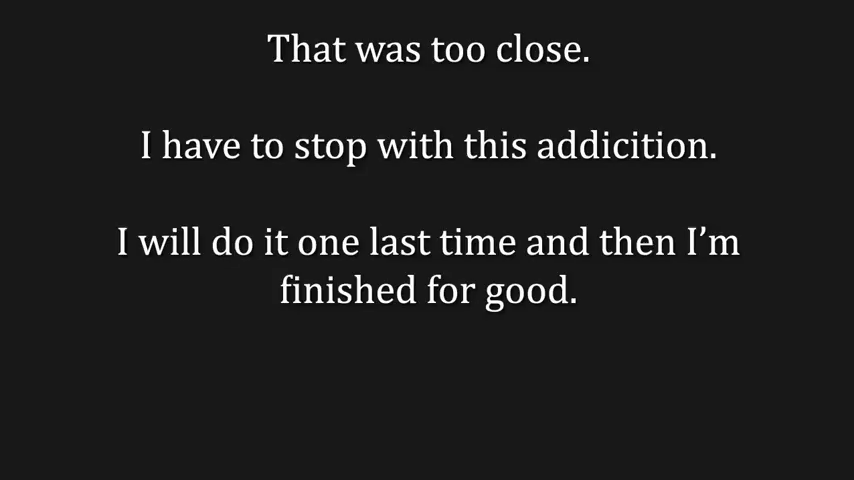 That was too close.
I have to stop with this addicition.
I will do it one last time and then I’m
finished for good.